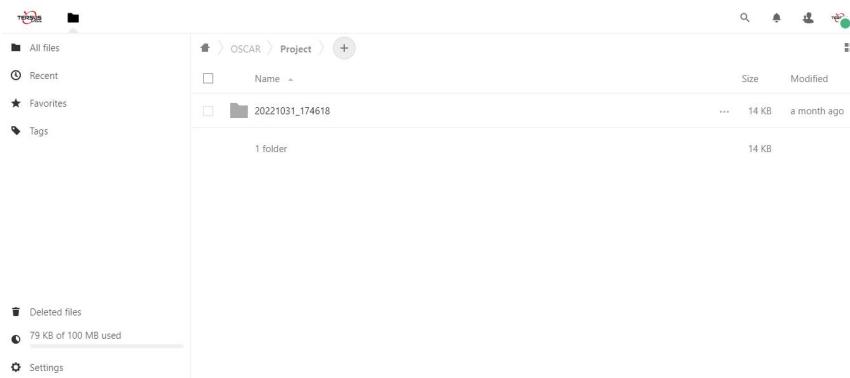 TERSUS
All files
OSCAR Project +
Recent
Name Size Modified
Favorites
20221031_174618 ... 14 KB a month ago
Tags
1 folder 14 KB
Deleted files
79 KB of 100 MB used
Settings